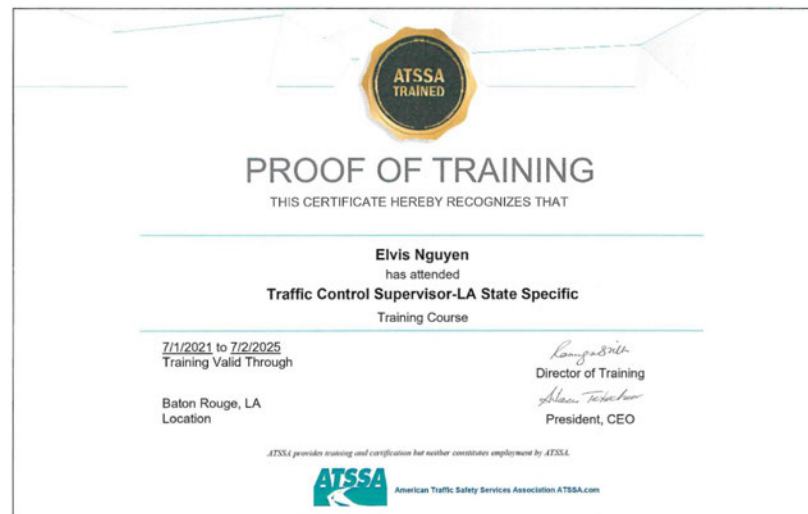 ATSSA
TRAINED
PROOF OF TRAINING
THIS CERTIFICATE HEREBY RECOGNIZES THAT
Elvis Nguyen
has attended
Traffic Control Supervisor-LA State Specific
Training Course
7/1/2021 to 7/2/2025
Training Valid Through
Director of Training
Baton Rouge, LA
Location
President, CEO
ATSSA provides training and certification but neither constitutes employment by ATSSA.
ATSSA
American Traffic Safety Services Association ATSSA.com